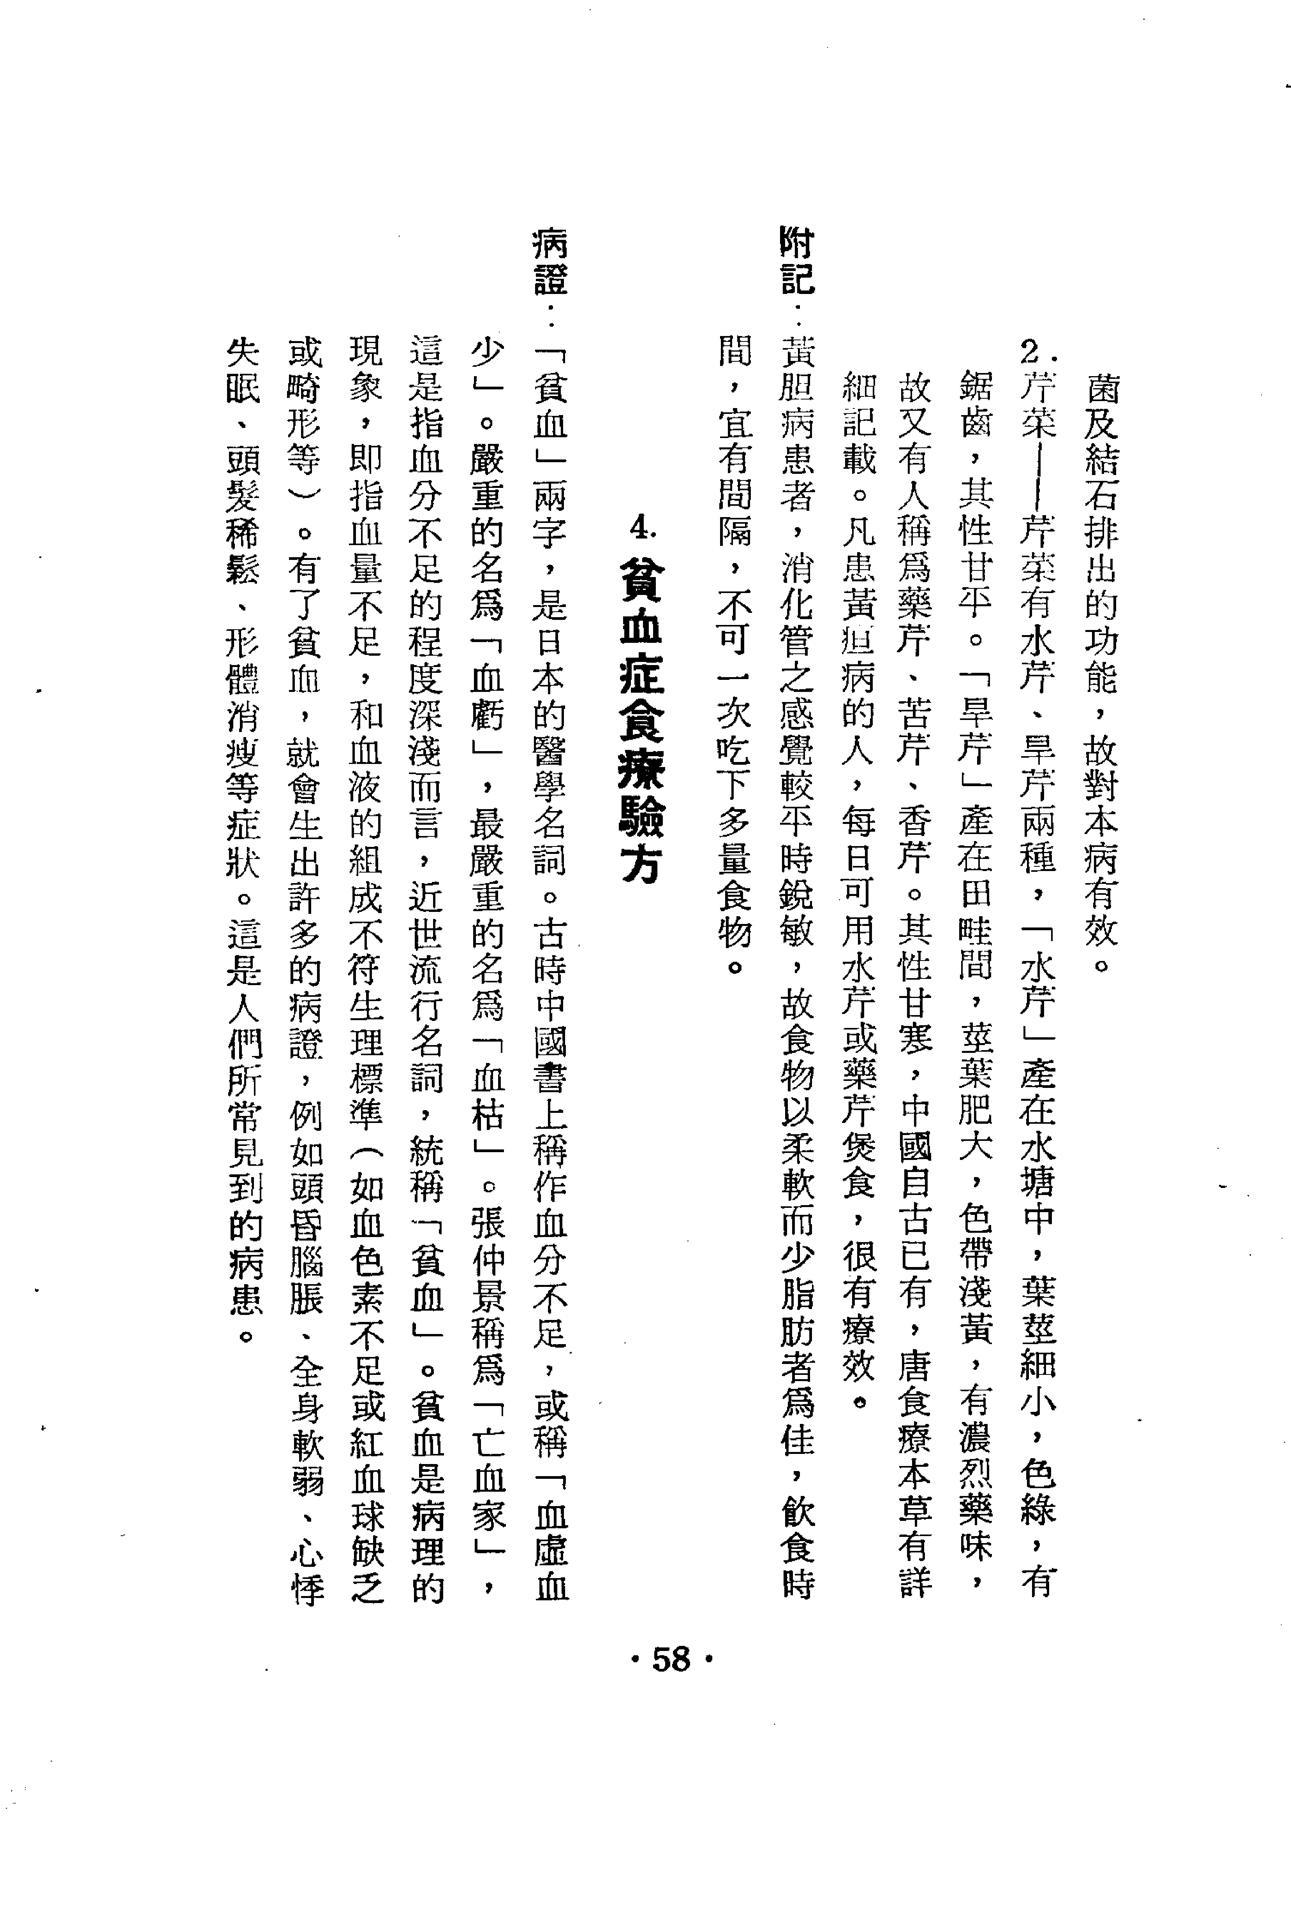 菌及結石排出的功能，故對本病有效。
2.芹菜——芹菜有水芹、旱芹兩種，「水芹」產在水塘中，葉莖細小，色綠，有
鋸齒，其性甘平。「旱芹」產在田畦間，莖葉肥大，色帶淺黃，有濃烈藥味，
故又有人稱爲藥芹、苦芹、香芹。其性甘寒，中國自古已有，唐食療本草有詳
細記載。凡患黃疸病的人，每日可用水芹或藥芹煲食，很有療效。
附記：黃胆病患者，消化管之感覺較平時銳敏，故食物以柔軟而少脂肪者爲佳，飲食時
間，宜有間隔，不可一次吃下多量食物。
4.貧血症食療驗方
病證：「貧血」兩字，是日本的醫學名詞。古時中國書上稱作血分不足，或稱「血虛血
少」。嚴重的名爲「血虧」，最嚴重的名爲「血枯」。張仲景稱爲「亡血家」，
這是指血分不足的程度深淺而言，近世流行名詞，統稱「貧血」。貧血是病理的
現象，即指血量不足，和血液的組成不符生理標準（如血色素不足或紅血球缺乏
或畸形等）。有了貧血，就會生出許多的病證，例如頭昏腦脹、全身軟弱、心悸
失眠、頭髮稀鬆、形體消瘦等症狀。這是人們所常見到的病患。
·58·